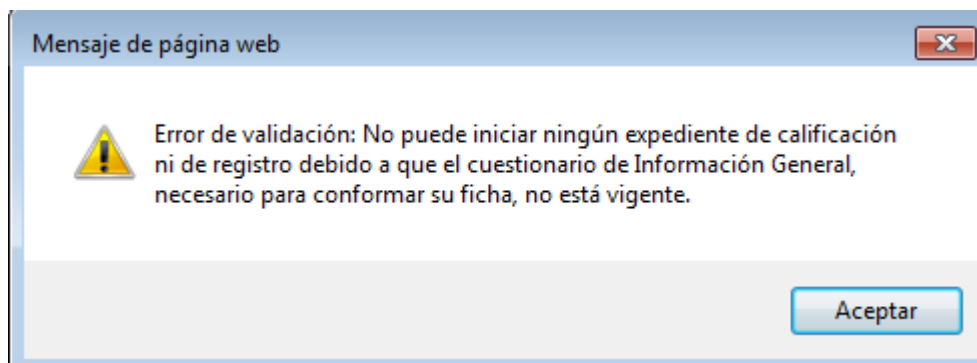 Mensaje de página web
Error de validación: No puede iniciar ningún expediente de calificación
ni de registro debido a que el cuestionario de Información General,
necesario para conformar su ficha, no está vigente.
Aceptar